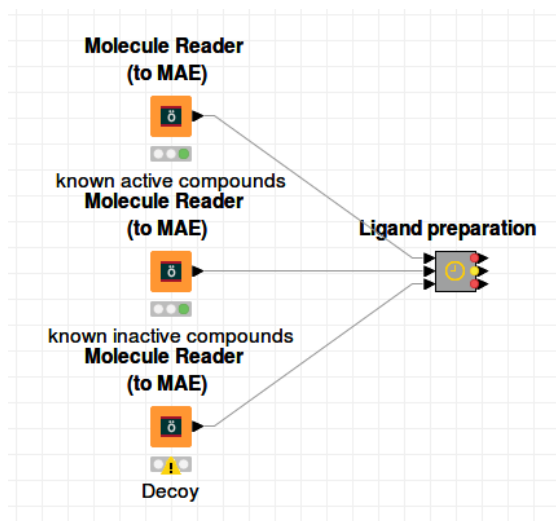 Molecule Reader
(to MAE)
ö
known active compounds
Molecule Reader
(to MAE)
Ligand preparation
ö
known inactive compounds
Molecule Reader
(to MAE)
ö
!
Decoy